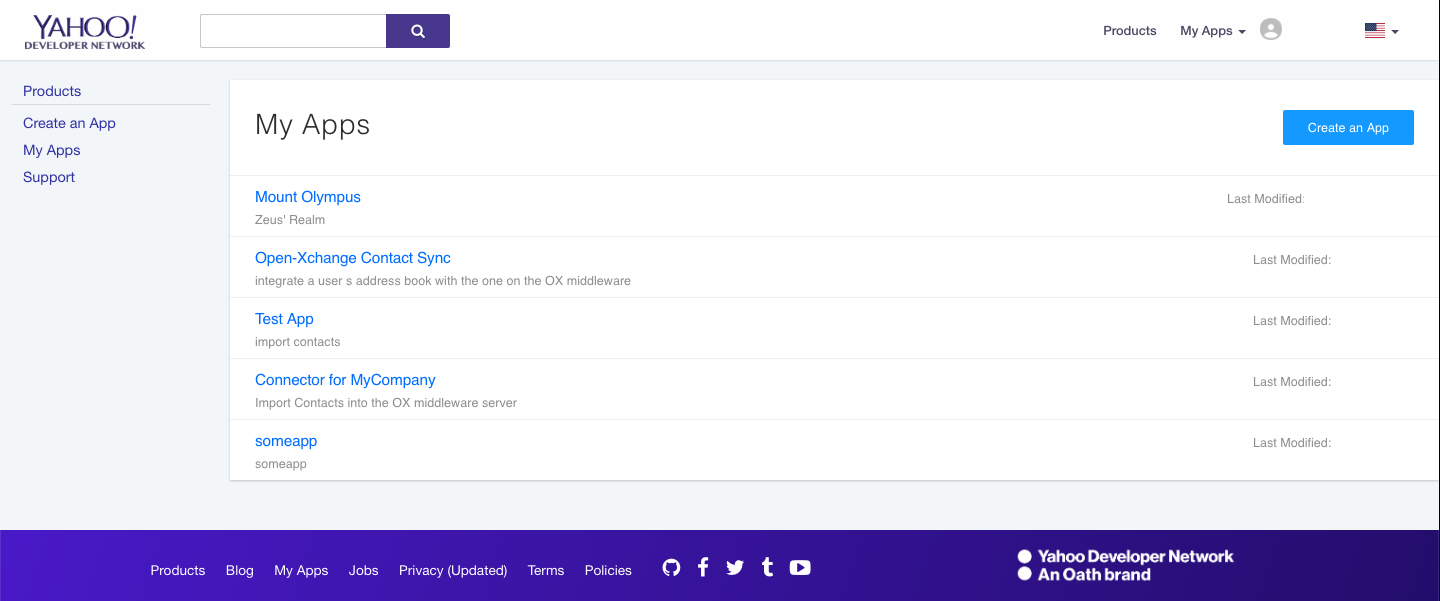 YAHOO!
DEVELOPER NETWORK
Products
My Apps
Products
Create an App
My Apps
Support
My Apps
Create an App
Mount Olympus
Last Modified:
Zeus' Realm
Open-Xchange Contact Sync
Last Modified:
integrate a user s address book with the one on the OX middleware
Test App
Last Modified:
import contacts
Connector for MyCompany
Last Modified:
Import Contacts into the OX middleware server
someapp
Last Modified:
someapp
Products Blog My Apps Jobs Privacy (Updated) Terms Policies
Yahoo Developer Network
An Oath brand